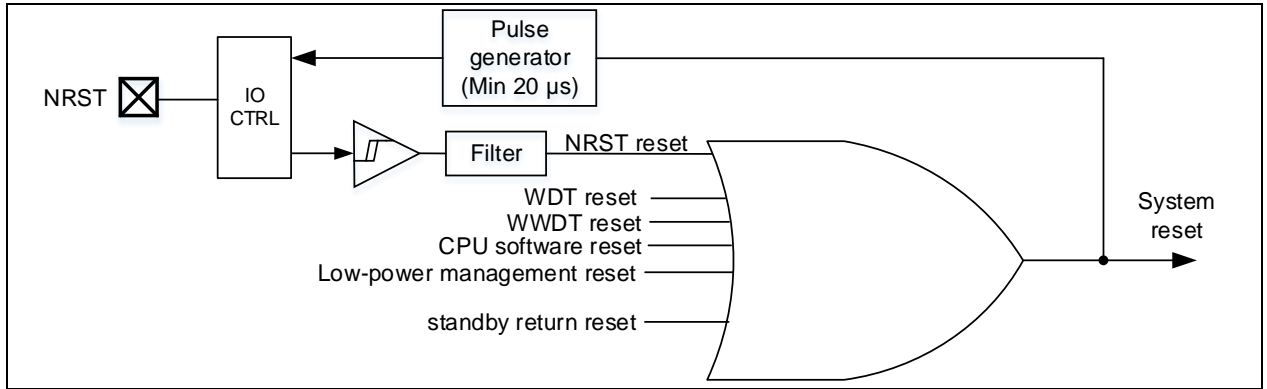 Pulse
generator
(Min 20 µs)
NRST
IO
CTRL
Filter
NRST reset
WDT reset
WWDT reset
CPU software reset
Low-power management reset
standby return reset
System
reset